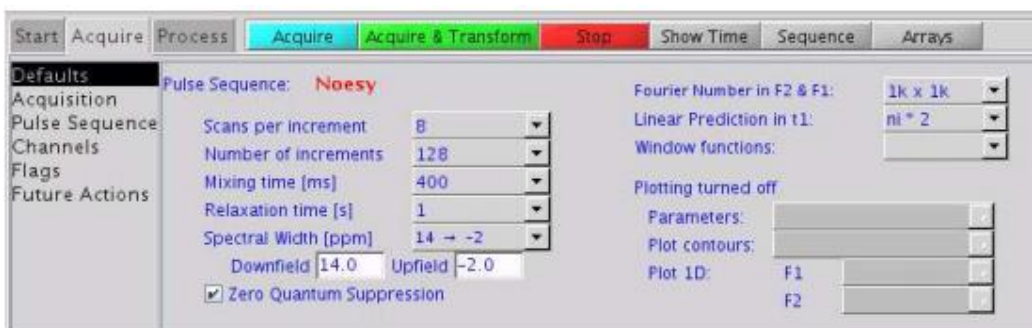 Start Acquire Process Acquire Acquire & Transform Stop Show Time Sequence Arrays
Defaults
Acquisition
Pulse Sequence
Channels
Flags
Future Actions
Pulse Sequence: Noesy
Scans per increment 8
Number of increments 128
Mixing time [ms] 400
Relaxation time [s] 1
Spectral Width [ppm] 14 → -2
Downfield 14.0 Upfield -2.0
Zero Quantum Suppression
Fourier Number in F2 & F1: 1k x 1k
Linear Prediction in t1: ni * 2
Window functions:
Plotting turned off
Parameters:
Plot contours:
Plot 1D: F1
F2